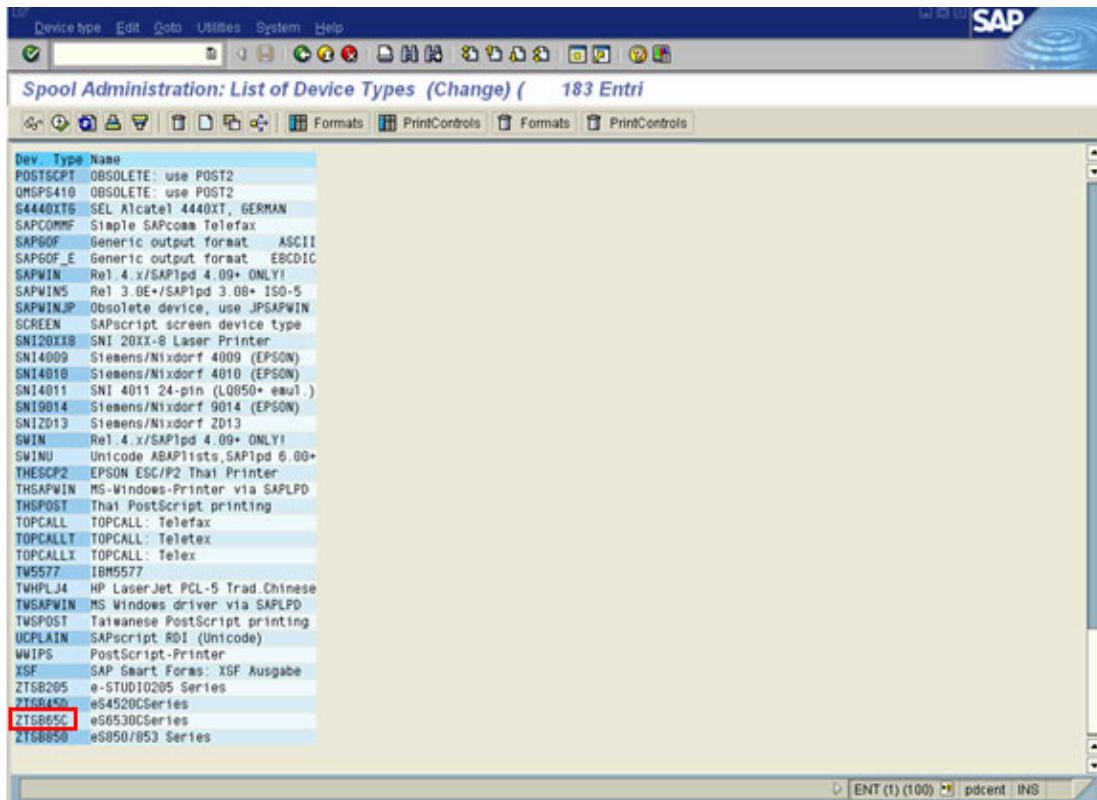 Device type Edit Goto Utilities System Help
SAP
Spool Administration: List of Device Types (Change) ( 183 Entri
Formats PrintControls Formats PrintControls
Dev. Type Name
POSTSCPT OBSOLETE: use POST2
QMSPS410 OBSOLETE: use POST2
S4440XTG SEL Alcatel 4440XT, GERMAN
SAPCOMMF Simple SAPcomm Telefax
SAPGOF Generic output format ASCII
SAPGOF_E Generic output format EBCDIC
SAPWIN Rel.4.x/SAPlpd 4.09+ ONLY!
SAPWIN5 Rel 3.0E+/SAPlpd 3.08+ ISO-5
SAPWINJP Obsolete device, use JPSAPWIN
SCREEN SAPscript screen device type
SNI20XX8 SNI 20XX-8 Laser Printer
SNI4009 Siemens/Nixdorf 4009 (EPSON)
SNI4010 Siemens/Nixdorf 4010 (EPSON)
SNI4011 SNI 4011 24-pin (LQ850+ emul.)
SNI9014 Siemens/Nixdorf 9014 (EPSON)
SNIZD13 Siemens/Nixdorf ZD13
SWIN Rel.4.x/SAPlpd 4.09+ ONLY!
SWINU Unicode ABAPlists,SAPlpd 6.00+
THESCP2 EPSON ESC/P2 Thai Printer
THSAPWIN MS-Windows-Printer via SAPLPD
THSPOST Thai PostScript printing
TOPCALL TOPCALL: Telefax
TOPCALLT TOPCALL: Teletex
TOPCALLX TOPCALL: Telex
TW5577 IBM5577
TWHPLJ4 HP LaserJet PCL-5 Trad.Chinese
TWSAPWIN MS Windows driver via SAPLPD
TWSPOST Taiwanese PostScript printing
UCPLAIN SAPscript RDI (Unicode)
WWIPS PostScript-Printer
XSF SAP Smart Forms: XSF Ausgabe
ZTSB205 e-STUDIO205 Series
ZTSB45D eS4520CSeries
ZTSB65C eS6530CSeries
ZTSB850 eS850/853 Series
ENT (1) (100) pdcent INS